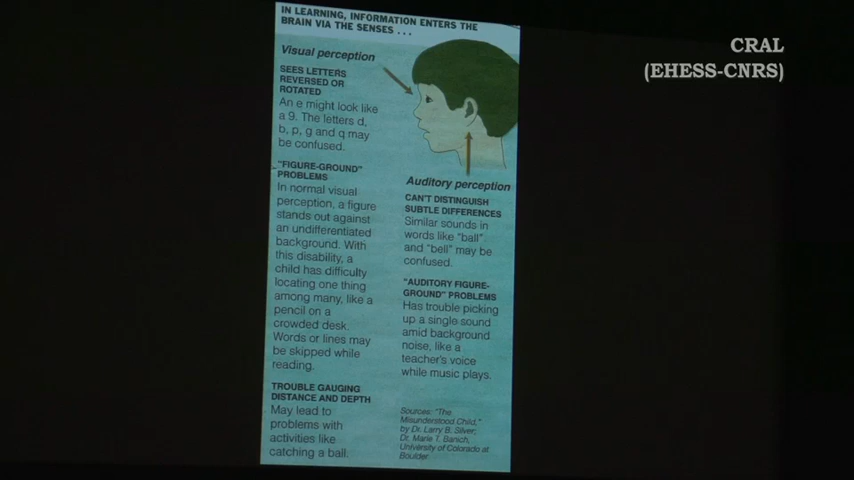 IN LEARNING, INFORMATION ENTERS THE
BRAIN VIA THE SENSES . . .
Visual perception
SEES LETTERS
REVERSED OR
ROTATED
An e might look like
a 9. The letters d,
b, p, g and q may
be confused.
"FIGURE-GROUND"
PROBLEMS
In normal visual
perception, a figure
stands out against
an undifferentiated
background. With
this disability, a
child has difficulty
locating one thing
among many, like a
pencil on a
crowded desk.
Words or lines may
be skipped while
reading.
TROUBLE GAUGING
DISTANCE AND DEPTH
May lead to
problems with
activities like
catching a ball.
Auditory perception
CAN'T DISTINGUISH
SUBTLE DIFFERENCES
Similar sounds in
words like "ball"
and "bell" may be
confused.
"AUDITORY FIGURE-
GROUND" PROBLEMS
Has trouble picking
up a single sound
amid background
noise, like a
teacher's voice
while music plays.
Sources: "The
Misunderstood Child,"
by Dr. Larry B. Silver;
Dr. Marie T. Banich,
University of Colorado at
Boulder
CRAL
(EHESS-CNRS)